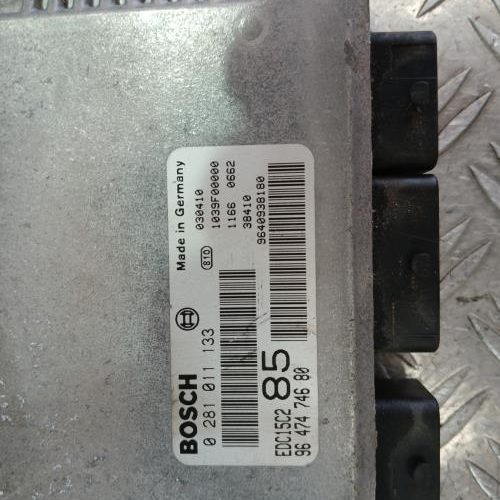 BOSCH
0 281 011 133
EDC15C2 85
96 474 746 80
Made in Germany
B10
030410
1039F00000
1166 0662
38410
9640938180